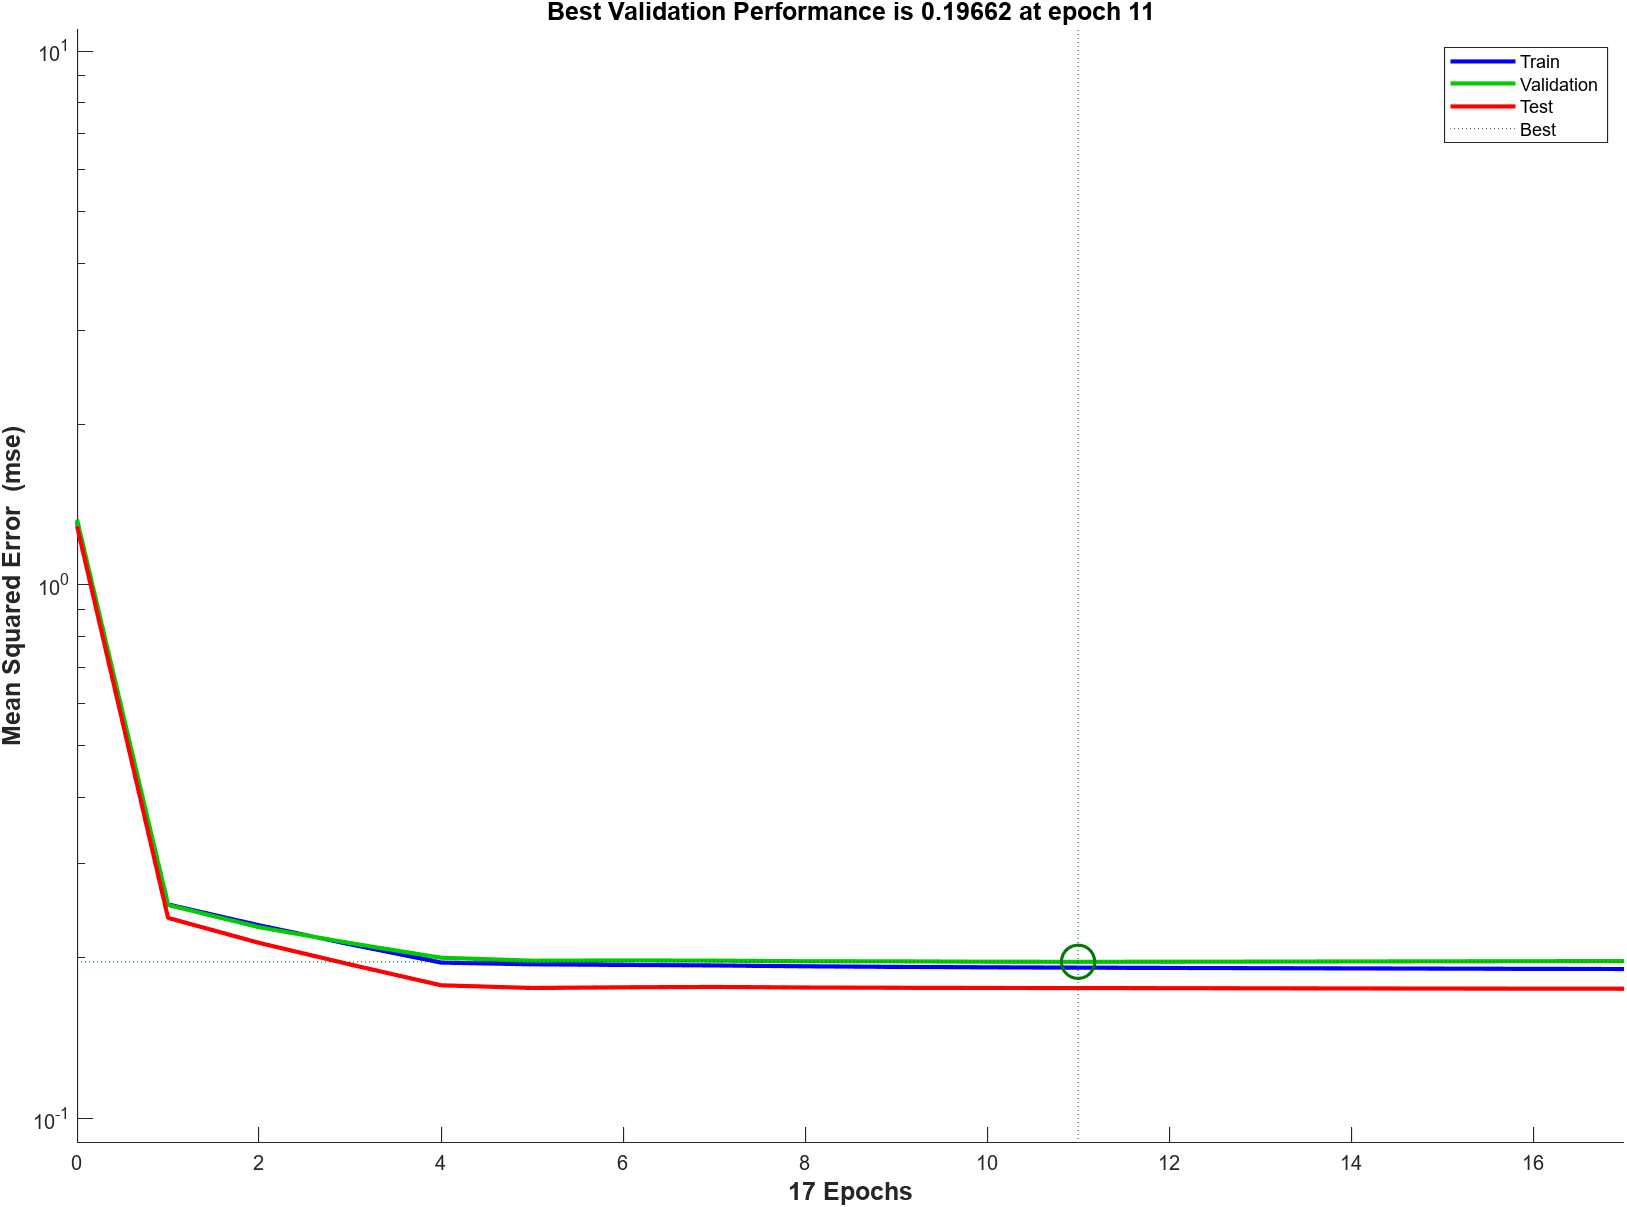 Best Validation Performance is 0.19662 at epoch 11
Train
Validation
Test
Best
Mean Squared Error (mse)
10^1
10^0
10^-1
0 2 4 6 8 10 12 14 16
17 Epochs